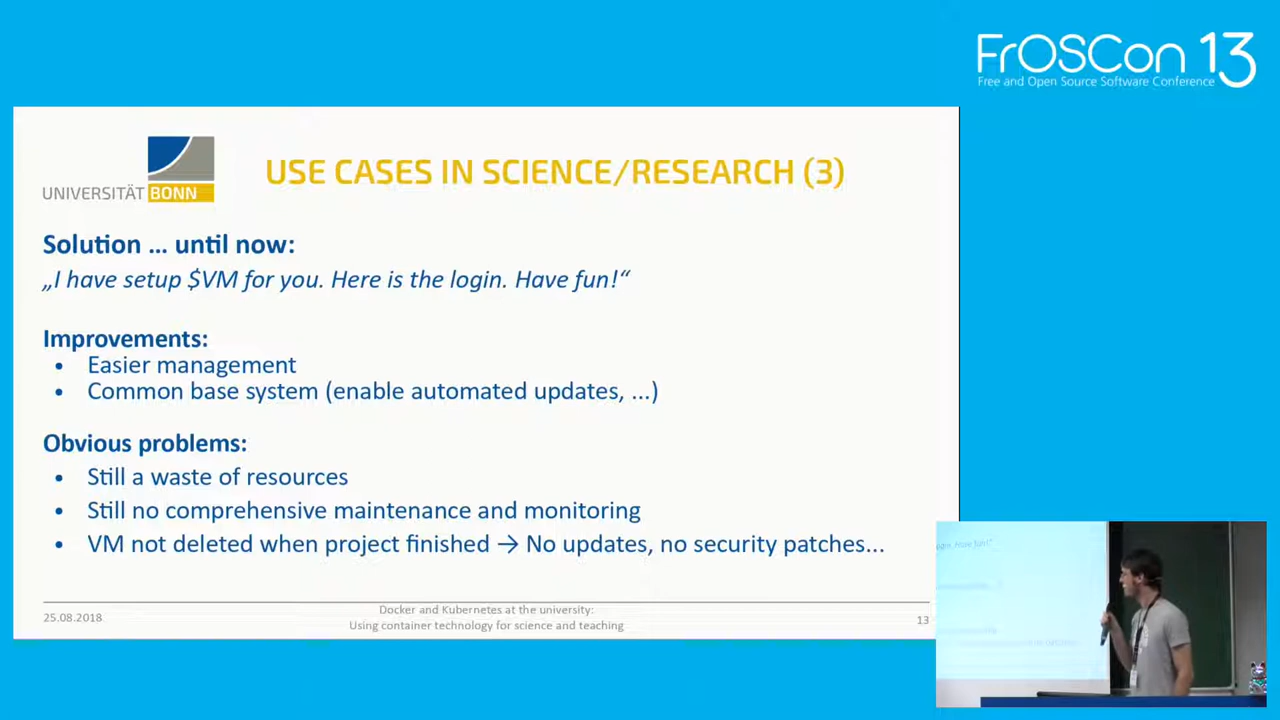 FrOSCon 13
Free and Open Source Software Conference
UNIVERSITÄT BONN
USE CASES IN SCIENCE/RESEARCH (3)
Solution ... until now:
„I have setup $VM for you. Here is the login. Have fun!“
Improvements:
• Easier management
• Common base system (enable automated updates, ...)
Obvious problems:
• Still a waste of resources
• Still no comprehensive maintenance and monitoring
• VM not deleted when project finished → No updates, no security patches...
25.08.2018
Docker and Kubernetes at the university:
Using container technology for science and teaching
13